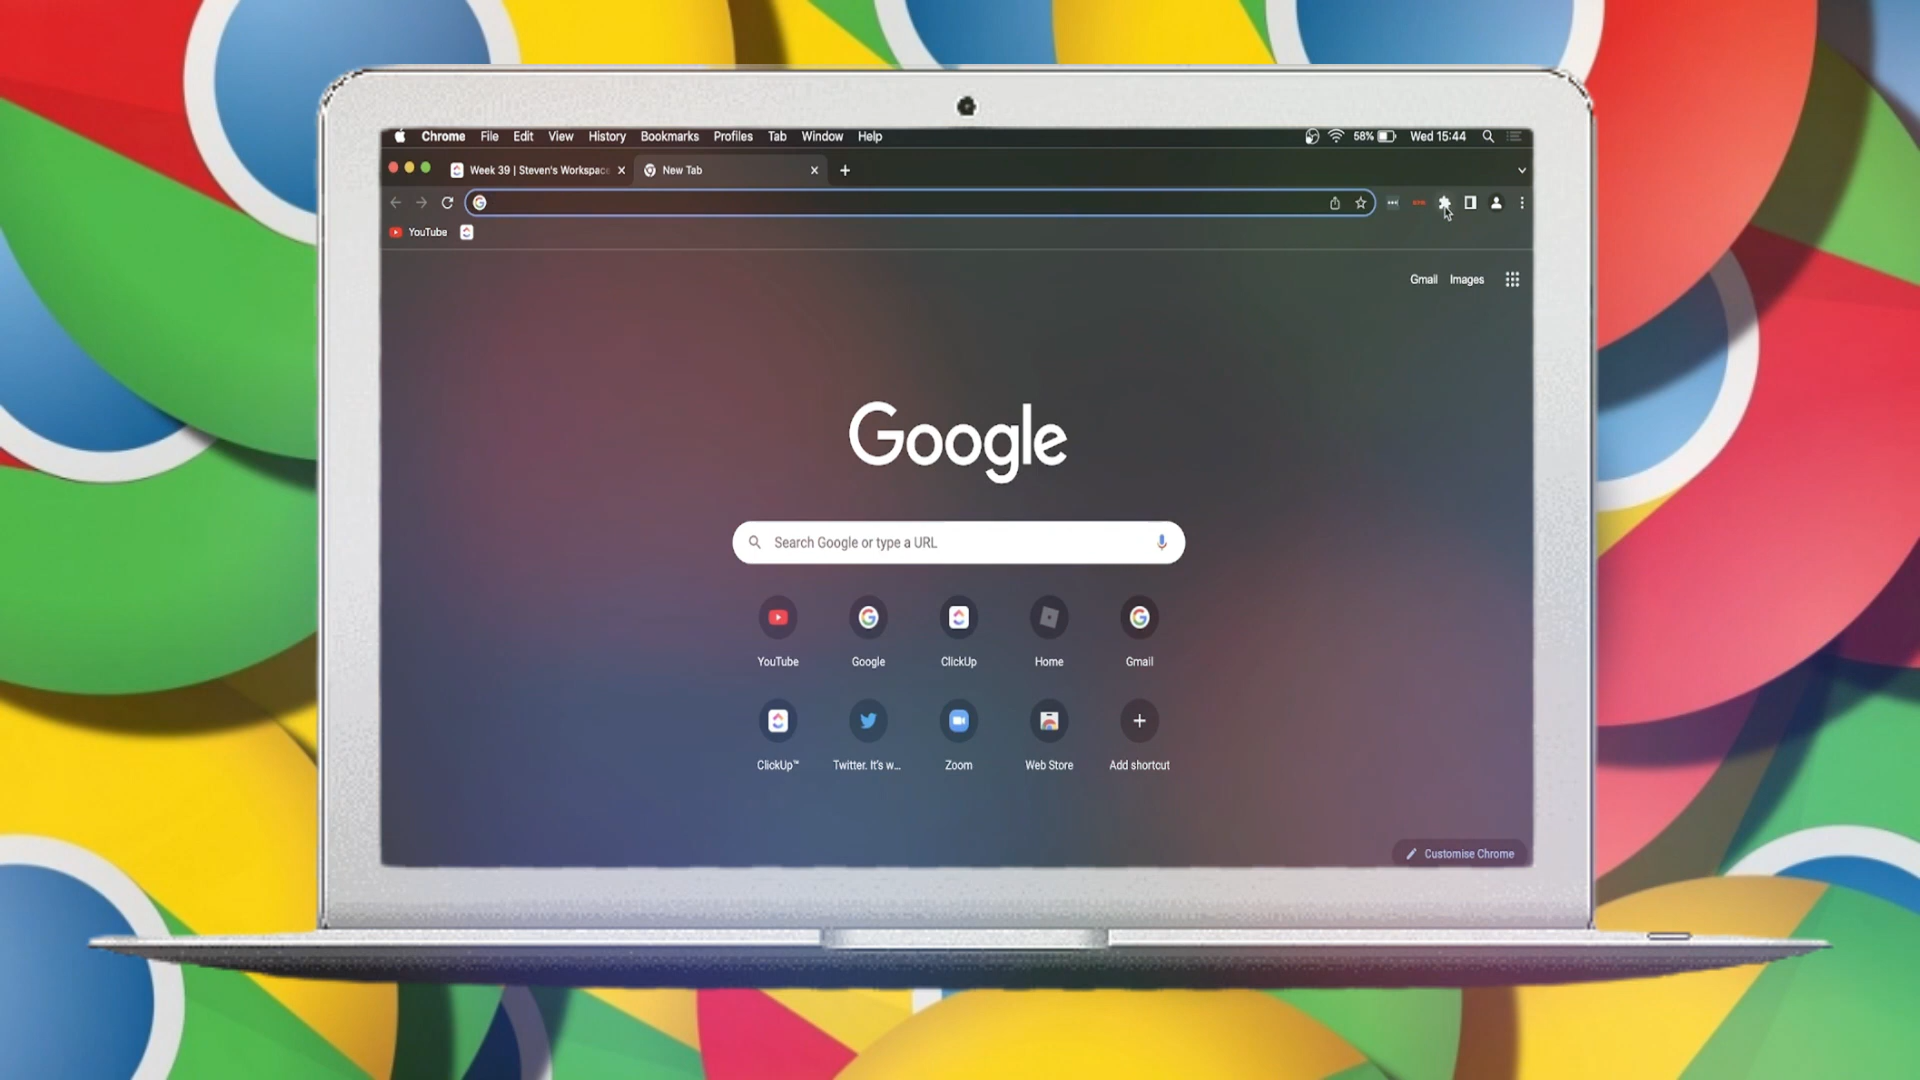 Chrome File Edit View History Bookmarks Profiles Tab Window Help 58% Wed 15:44
Week 39 | Steven's Workspace New Tab
YouTube
Gmail Images
Google
Search Google or type a URL
YouTube Google ClickUp Home Gmail
ClickUp™ Twitter. It's w... Zoom Web Store Add shortcut
Customise Chrome